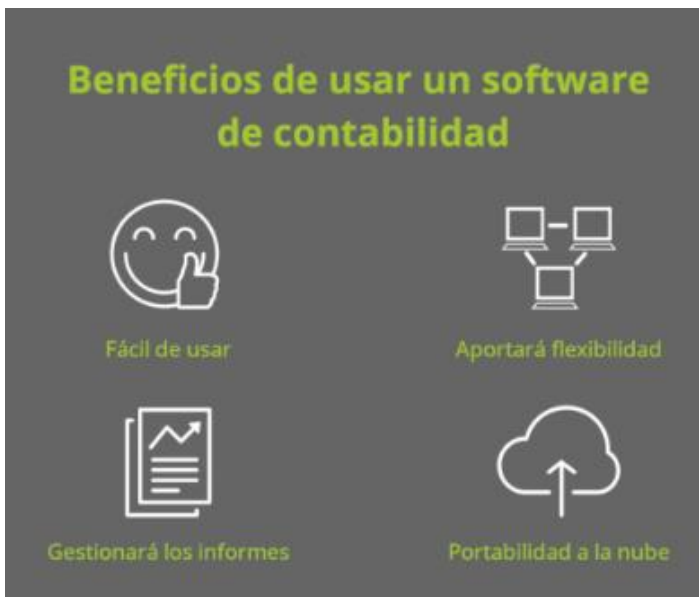 Beneficios de usar un software
de contabilidad
Fácil de usar
Aportará flexibilidad
Gestionará los informes
Portabilidad a la nube